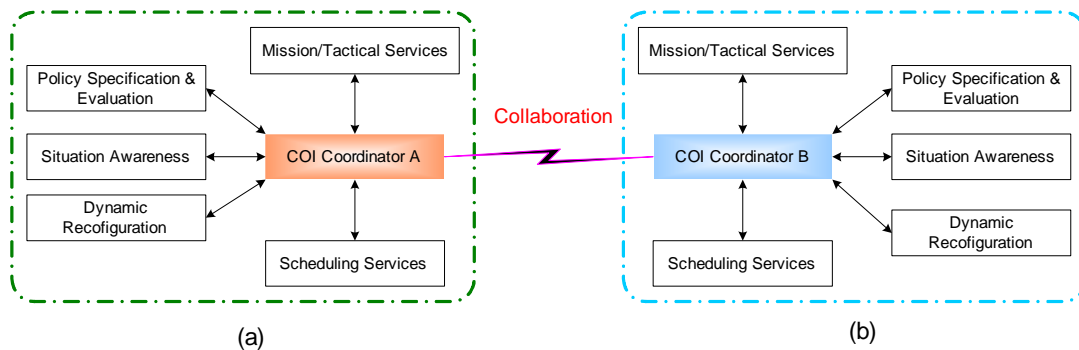 Mission/Tactical Services
Policy Specification &
Evaluation
Situation Awareness
COI Coordinator A
Dynamic
Recofiguration
Scheduling Services
(a)
Collaboration
Mission/Tactical Services
Policy Specification &
Evaluation
COI Coordinator B
Situation Awareness
Dynamic
Recofiguration
Scheduling Services
(b)